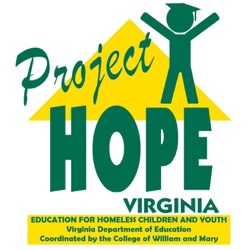 Project
HOPE
VIRGINIA
EDUCATION FOR HOMELESS CHILDREN AND YOUTH
Virginia Department of Education
Coordinated by the College of William and Mary